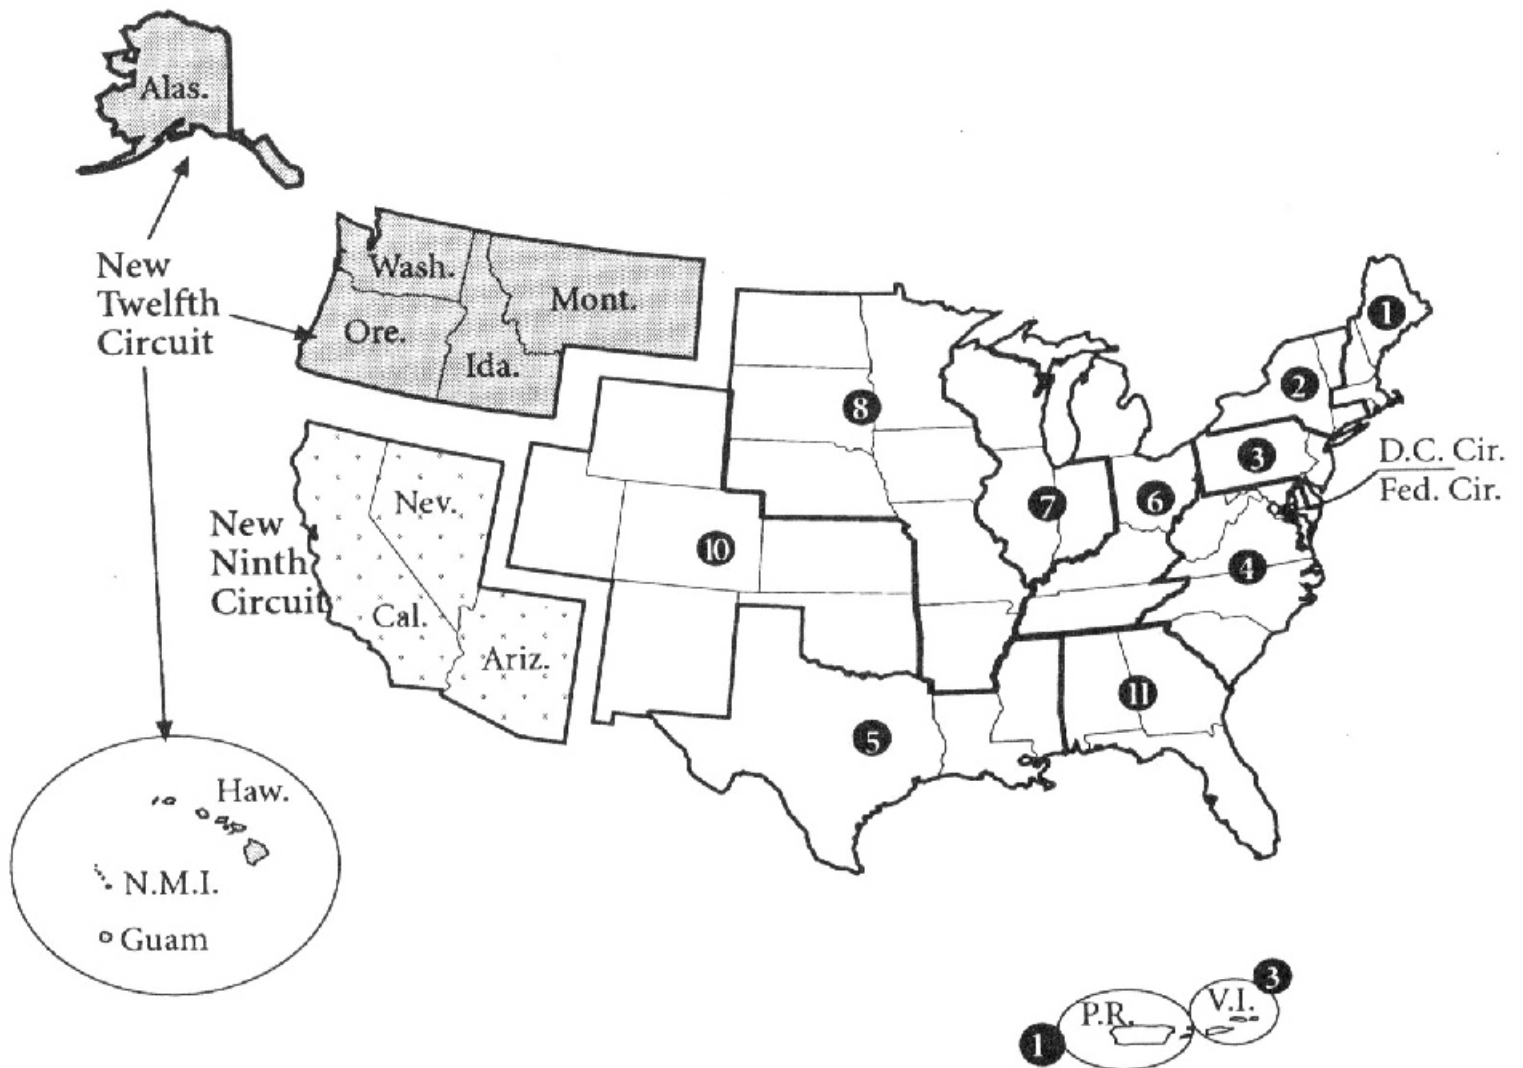 Alas.
New
Twelfth
Circuit
Wash.
Mont.
Ore.
Ida.
1
2
8
3
D.C. Cir.
Fed. Cir.
Nev.
7
6
New
Ninth
Circuit
10
4
Cal.
Ariz.
11
5
Haw.
N.M.I.
Guam
3
V.I.
P.R.
1